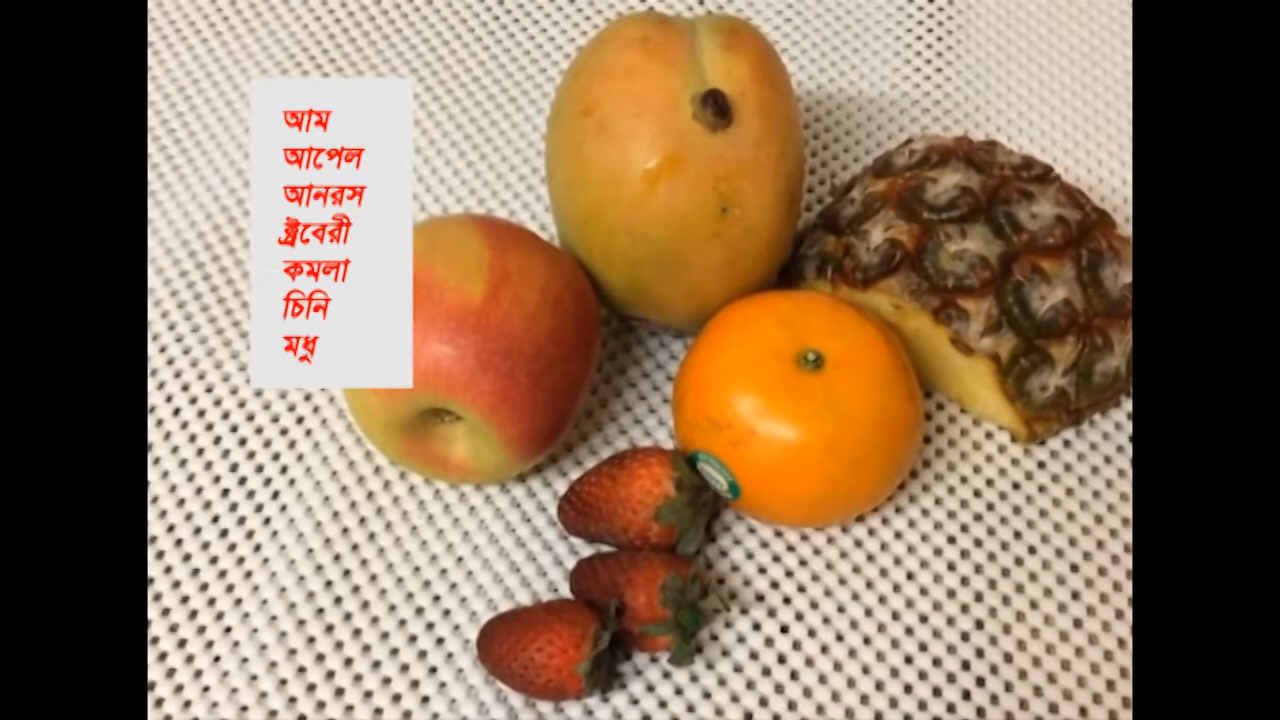 আম
আপেল
আনরস
ষ্ট্রবেরী
কমলা
চিনি
মধু